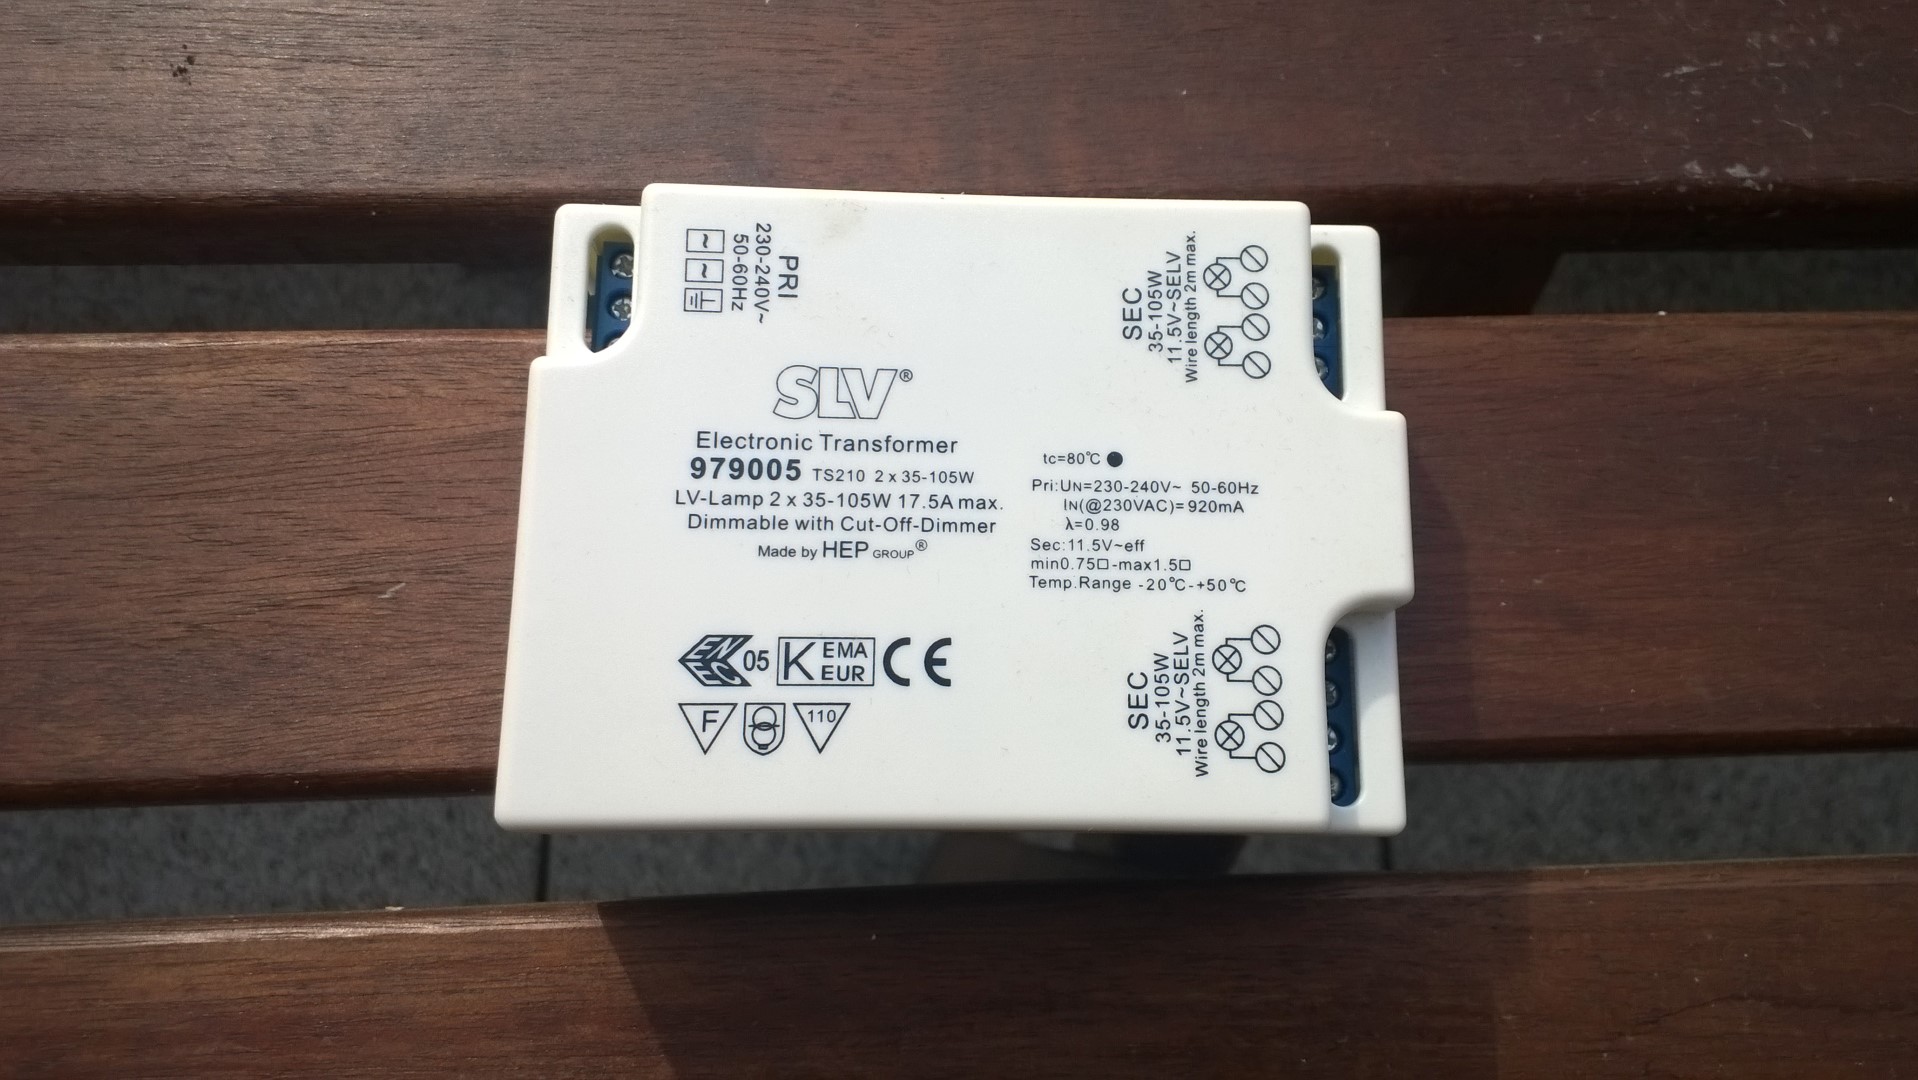 PRI
230-240V~
50-60Hz
~
~
SEC
35-105W
11.5V~SELV
Wire length 2m max.
SLV®
Electronic Transformer
979005 TS210 2 x 35-105W
LV-Lamp 2 x 35-105W 17.5A max.
Dimmable with Cut-Off-Dimmer
Made by HEP GROUP®
tc=80℃
Pri:UN=230-240V~ 50-60Hz
IN(@230VAC)= 920mA
λ=0.98
Sec:11.5V~eff
min0.75□-max1.5□
Temp.Range -20℃-+50℃
ENEC 05 KEMA EUR CE
F 110
SEC
35-105W
11.5V~SELV
Wire length 2m max.